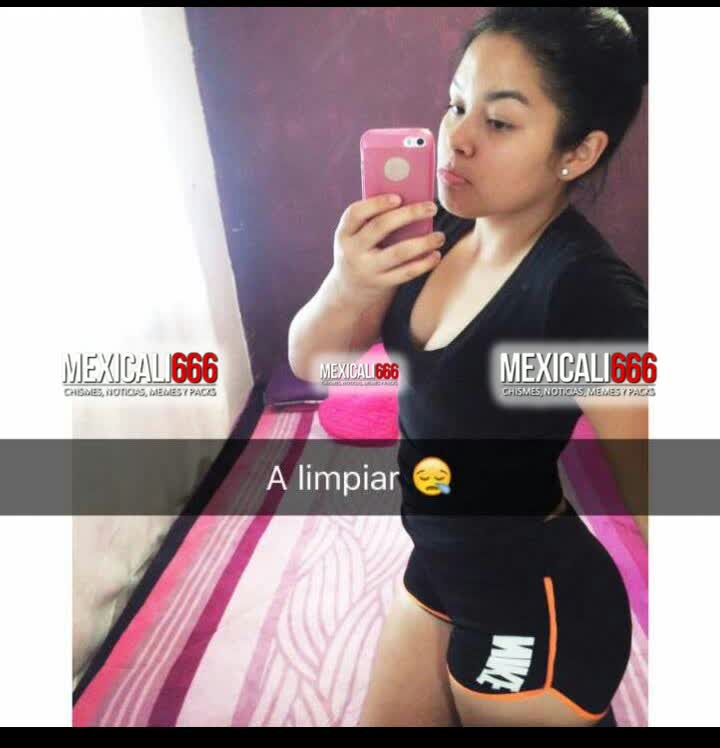 MEXICALI666
CHISMES, NOTICIAS, MEMES Y PACKS
MEXICALI666
CHISMES, NOTICIAS, MEMES Y PACKS
MEXICALI666
CHISMES, NOTICIAS, MEMES Y PACKS
A limpiar 😪
NIKE